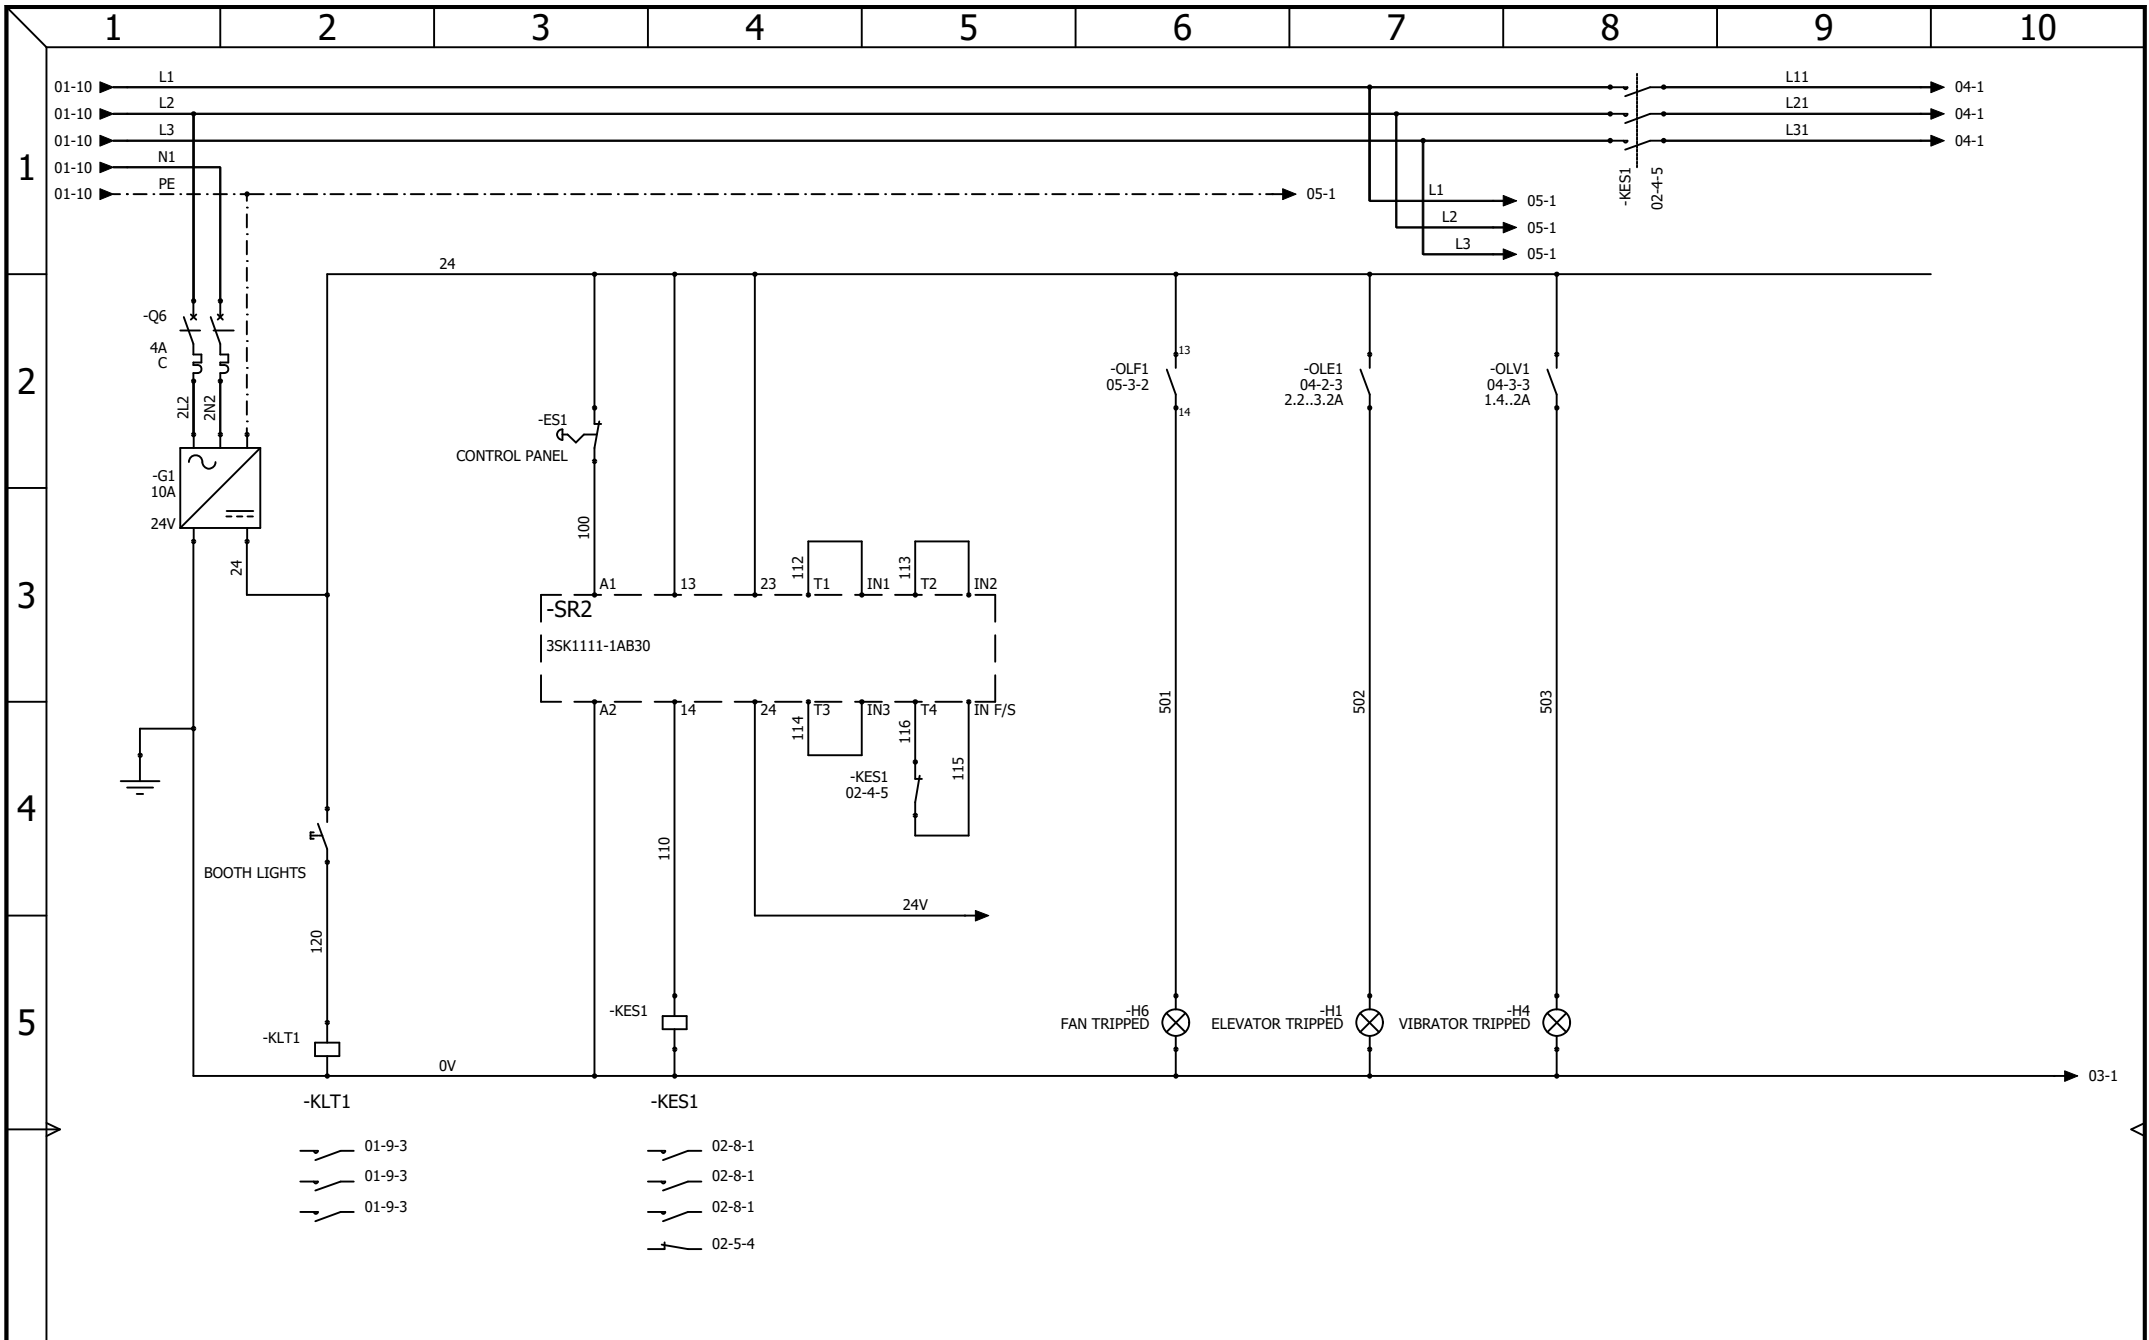 1 2 3 4 5 6 7 8 9 10
01-10 L1 L11 04-1
01-10 L2 L21 04-1
01-10 L3 L31 04-1
01-10 N1
01-10 PE 05-1
1
-KES1
02-4-5
L1 05-1
L2 05-1
L3 05-1
24
-Q6
4A
C
2L2
2N2
2
-ES1
CONTROL PANEL
-OLF1
05-3-2
13
14
-OLE1
04-2-3
2.2..3.2A
-OLV1
04-3-3
1.4..2A
-G1
10A
24V
24
100
112
113
3
A1 13 23 T1 IN1 T2 IN2
-SR2
3SK1111-1AB30
A2 14 24 T3 IN3 T4 IN F/S
114
116
115
501
502
503
-KES1
02-4-5
4
BOOTH LIGHTS
110
24V
120
5
-KLT1
-KES1
-H6
FAN TRIPPED
-H1
ELEVATOR TRIPPED
-H4
VIBRATOR TRIPPED
0V 03-1
-KLT1
01-9-3
01-9-3
01-9-3
-KES1
02-8-1
02-8-1
02-8-1
02-5-4